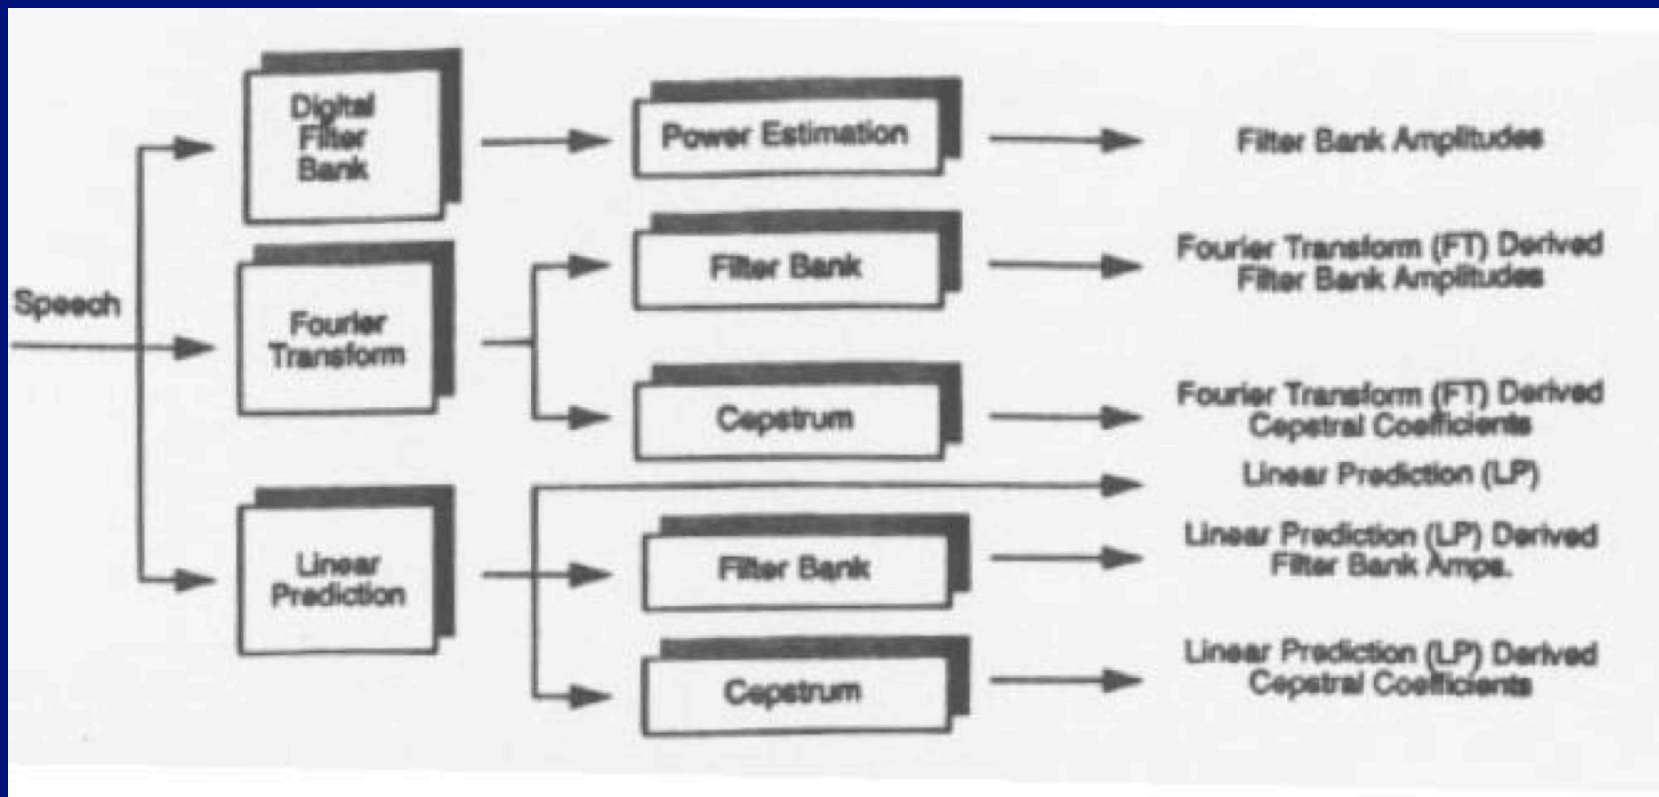 Speech
Digital
Filter
Bank
Power Estimation
Filter Bank Amplitudes
Fourier
Transform
Filter Bank
Fourier Transform (FT) Derived
Filter Bank Amplitudes
Cepstrum
Fourier Transform (FT) Derived
Cepstral Coefficients
Linear
Prediction
Linear Prediction (LP)
Filter Bank
Linear Prediction (LP) Derived
Filter Bank Amps.
Cepstrum
Linear Prediction (LP) Derived
Cepstral Coefficients